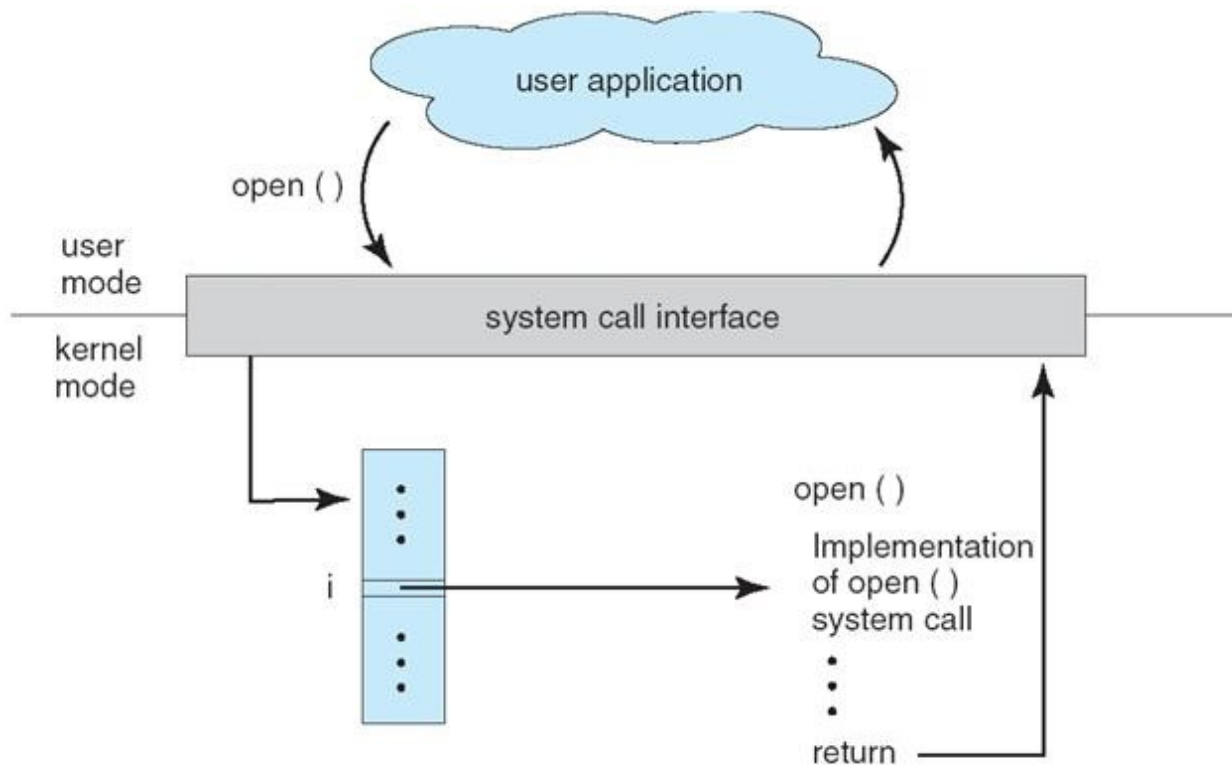 user application
open ( )
user
mode
system call interface
kernel
mode
open ( )
i
Implementation
of open ( )
system call
return